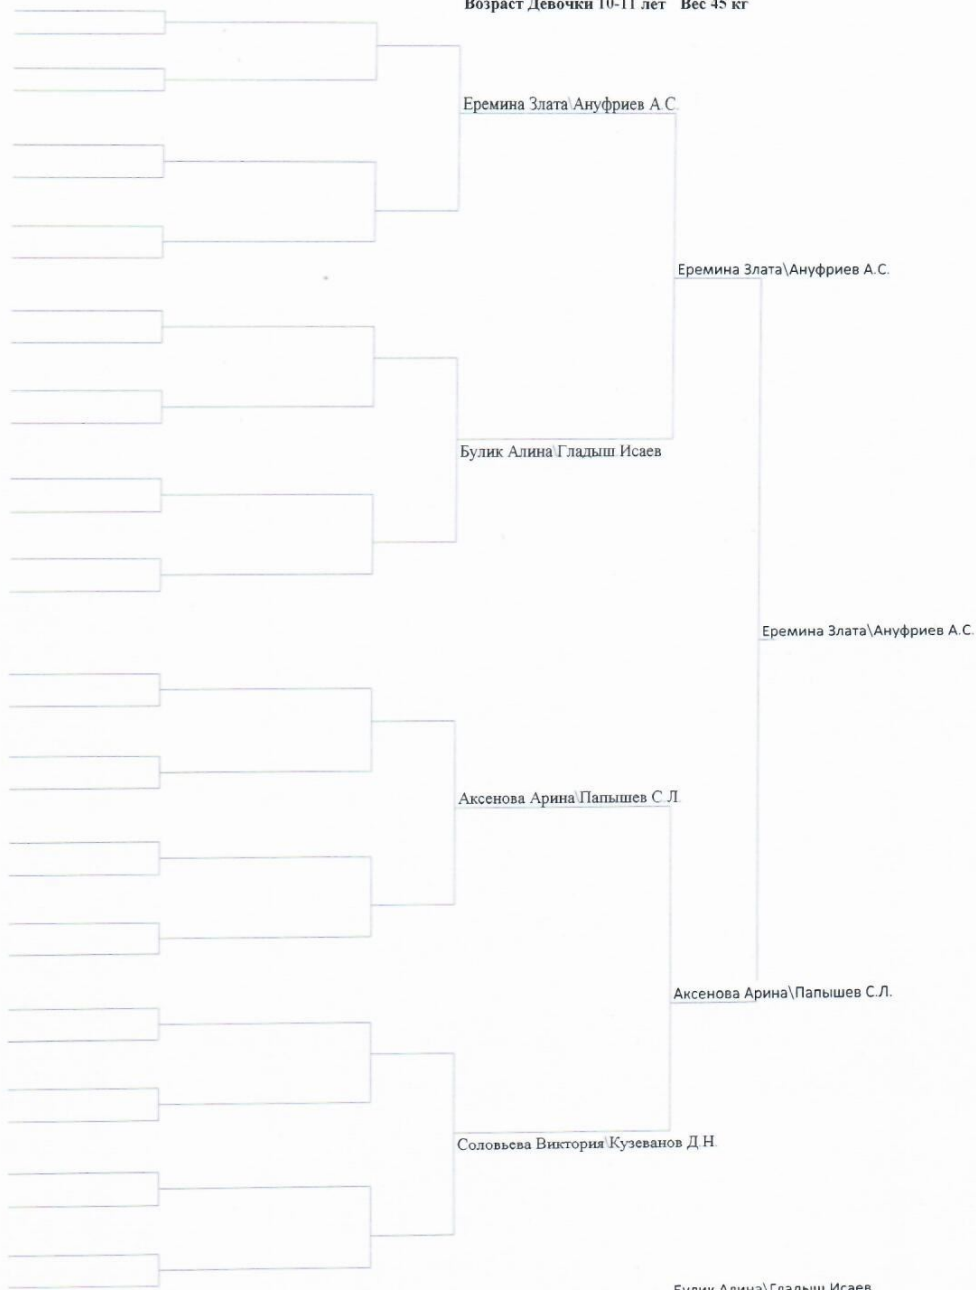 Возраст Девочки 10-11 лет Вес 45 кг
Еремина Злата\Ануфриев А.С.
Еремина Злата\Ануфриев А.С.
Булик Алина\Гладыш Исаев
Еремина Злата\Ануфриев А.С.
Аксенова Арина\Папышев С.Л.
Аксенова Арина\Папышев С.Л.
Соловьева Виктория\Кузеванов Д.Н.
Булик Алина\Гладыш Исаев